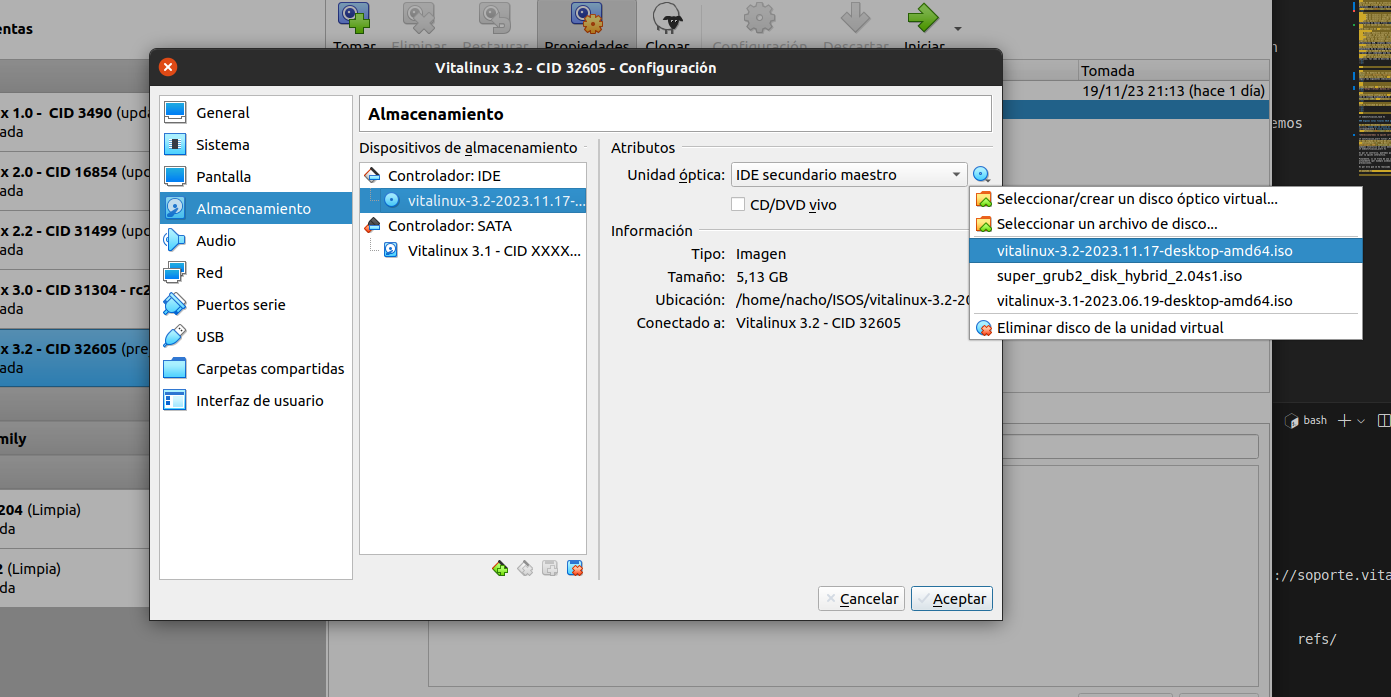 entas
Tomar Eliminar Restaurar Propiedades Clonar Configuración Descartar Iniciar
Vitalinux 3.2 - CID 32605 - Configuración
Tomada
19/11/23 21:13 (hace 1 día)
x 1.0 - CID 3490 (upda
ada
x 2.0 - CID 16854 (upd
ada
x 2.2 - CID 31499 (upd
ada
x 3.0 - CID 31304 - rc2
ada
x 3.2 - CID 32605 (pre
ada
mily
204 (Limpia)
da
2 (Limpia)
da
General
Sistema
Pantalla
Almacenamiento
Audio
Red
Puertos serie
USB
Carpetas compartidas
Interfaz de usuario
Almacenamiento
Dispositivos de almacenamiento
Controlador: IDE
vitalinux-3.2-2023.11.17-...
Controlador: SATA
Vitalinux 3.1 - CID XXXX...
Atributos
Unidad óptica: IDE secundario maestro
CD/DVD vivo
Información
Tipo: Imagen
Tamaño: 5,13 GB
Ubicación: /home/nacho/ISOS/vitalinux-3.2-20
Conectado a: Vitalinux 3.2 - CID 32605
Seleccionar/crear un disco óptico virtual...
Seleccionar un archivo de disco...
vitalinux-3.2-2023.11.17-desktop-amd64.iso
super_grub2_disk_hybrid_2.04s1.iso
vitalinux-3.1-2023.06.19-desktop-amd64.iso
Eliminar disco de la unidad virtual
Cancelar Aceptar
n
emos
bash
://soporte.vita
refs/